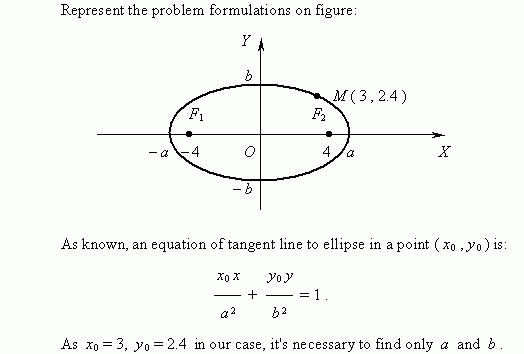 Represent the problem formulations on figure:
Y
b
M ( 3 , 2.4 )
F₁ F₂
– a –4 O 4 a X
– b
As known, an equation of tangent line to ellipse in a point ( x₀ , y₀ ) is:
x₀ x y₀ y
+ = 1 .
a² b²
As x₀ = 3, y₀ = 2.4 in our case, it's necessary to find only a and b .